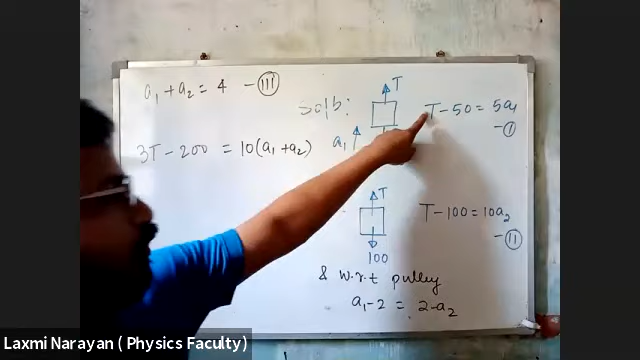 a₁ + a₂ = 4 - III
Solⁿ:
T
T - 50 = 5a₁
- I
a₁
3T - 200 = 10(a₁ + a₂)
T
T - 100 = 10a₂
- II
100
& w.r.t pulley
a₁ - 2 = 2 - a₂
Laxmi Narayan ( Physics Faculty)